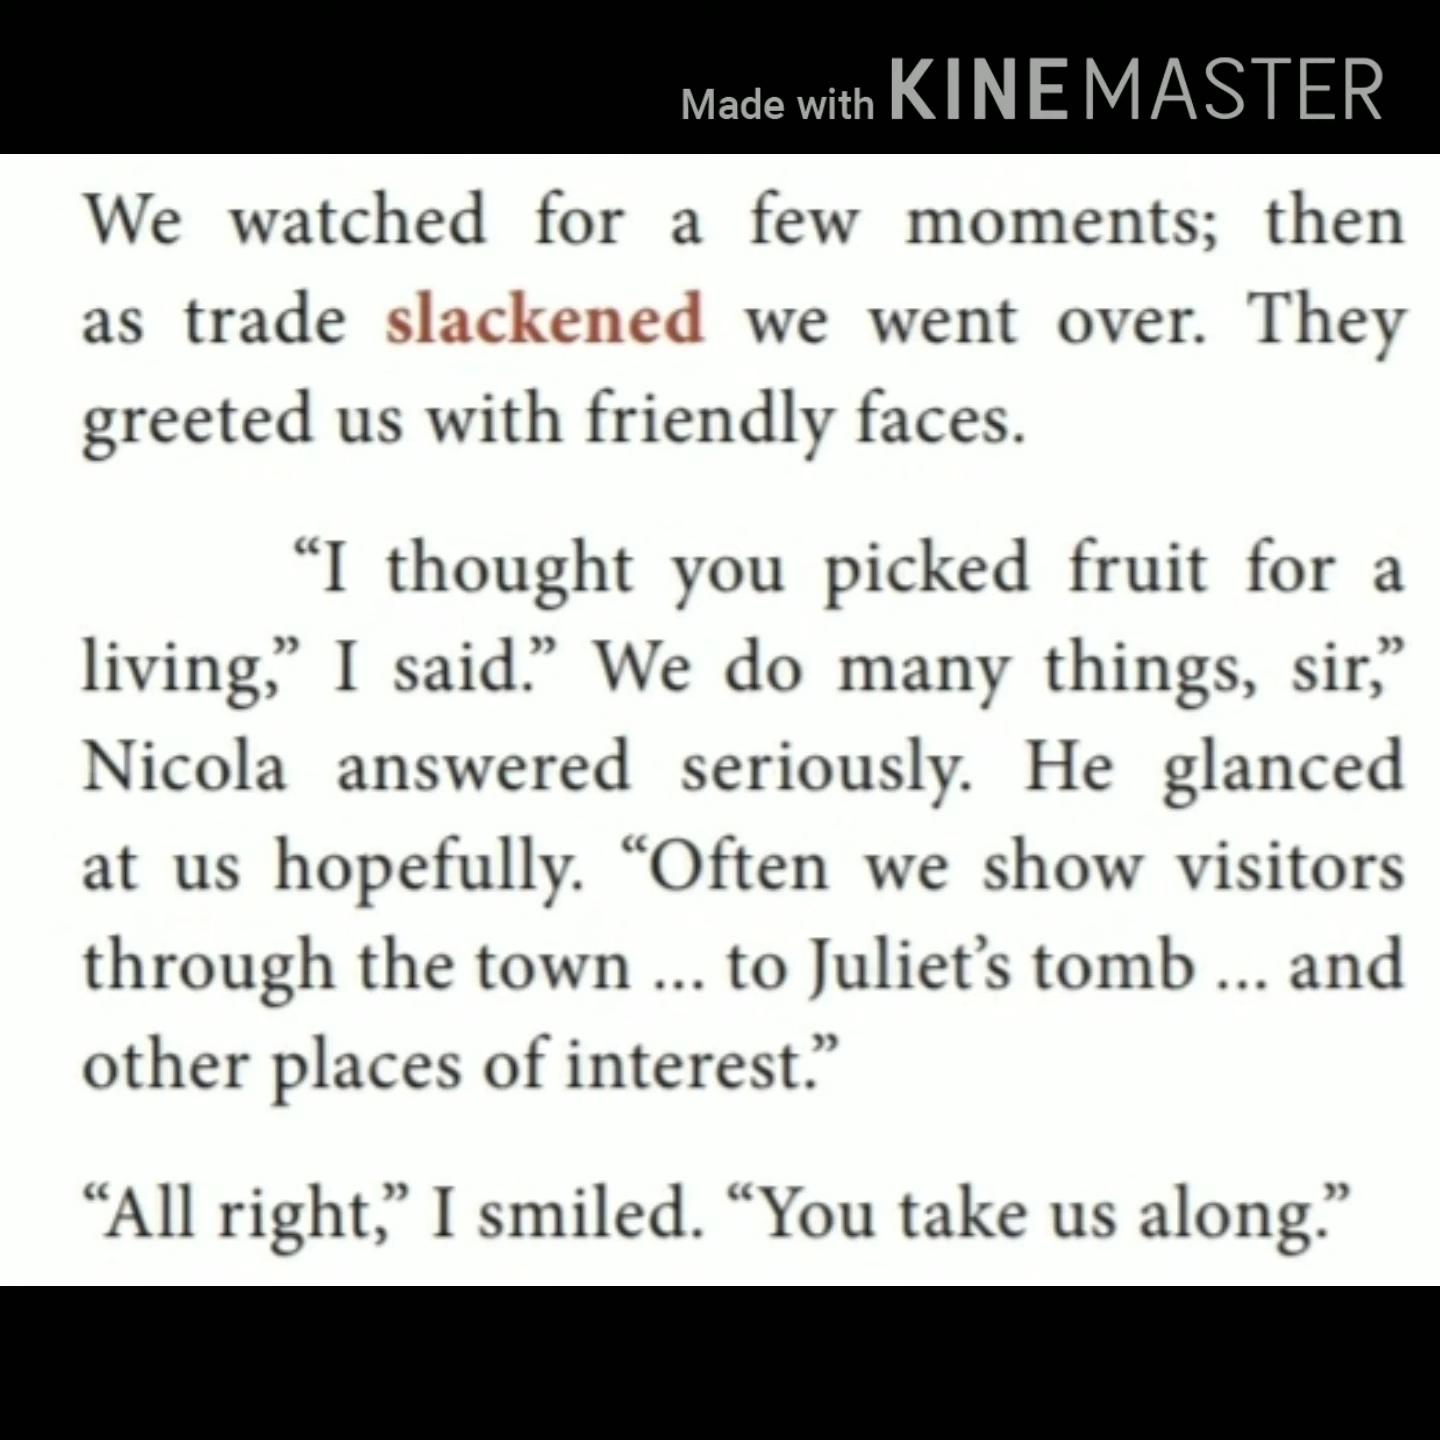 Made with KINEMASTER
We watched for a few moments; then
as trade slackened we went over. They
greeted us with friendly faces.
“I thought you picked fruit for a
living,” I said.” We do many things, sir,”
Nicola answered seriously. He glanced
at us hopefully. “Often we show visitors
through the town ... to Juliet’s tomb ... and
other places of interest.”
“All right,” I smiled. “You take us along.”